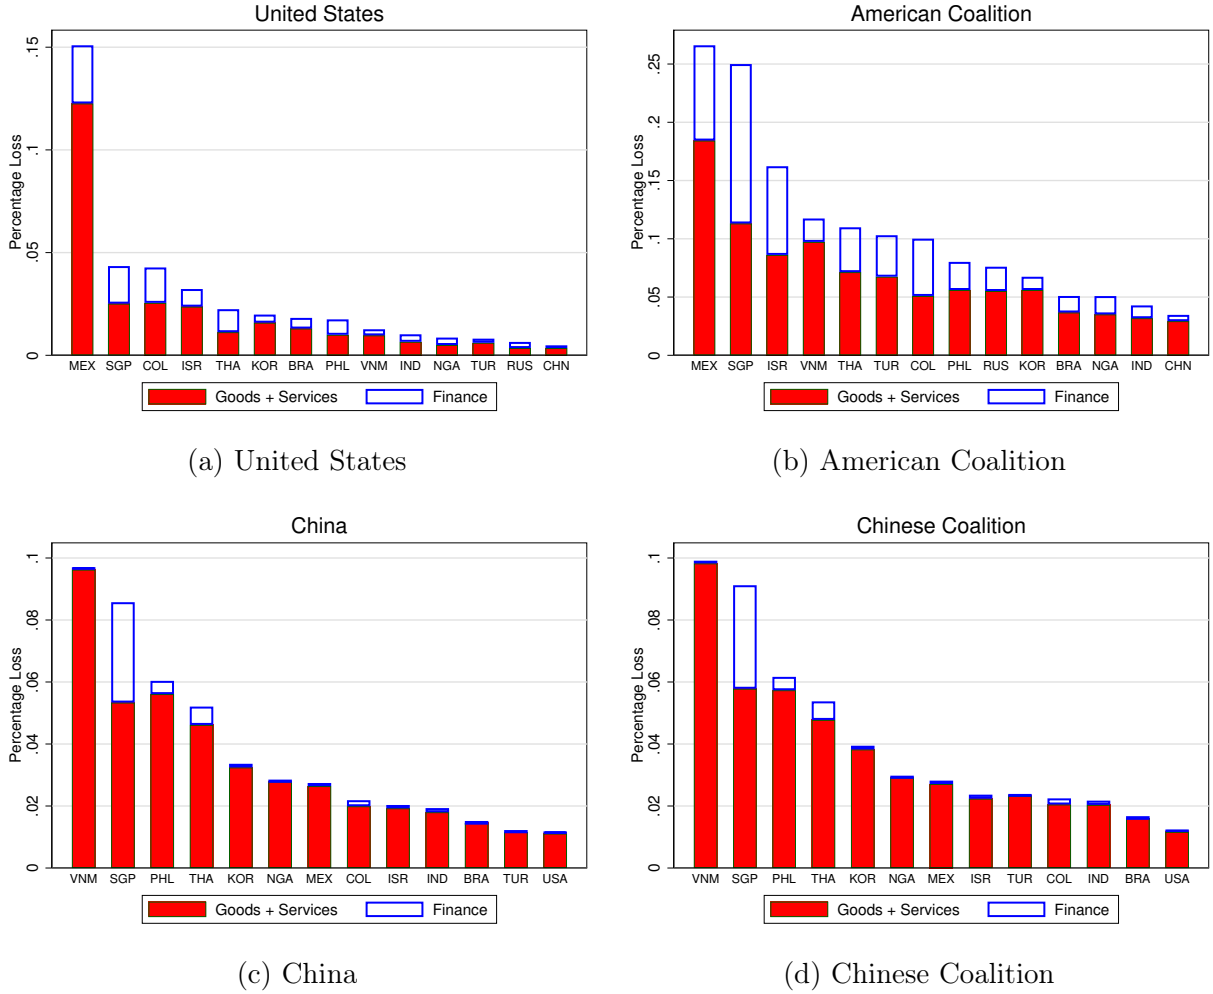 United States
Percentage Loss
.15
.1
.05
0
MEX SGP COL ISR THA KOR BRA PHL VNM IND NGA TUR RUS CHN
Goods + Services Finance
(a) United States
American Coalition
Percentage Loss
.25
.2
.15
.1
.05
0
MEX SGP ISR VNM THA TUR COL PHL RUS KOR BRA NGA IND CHN
Goods + Services Finance
(b) American Coalition
China
Percentage Loss
.1
.08
.06
.04
.02
0
VNM SGP PHL THA KOR NGA MEX COL ISR IND BRA TUR USA
Goods + Services Finance
(c) China
Chinese Coalition
Percentage Loss
.1
.08
.06
.04
.02
0
VNM SGP PHL THA KOR NGA MEX ISR TUR COL IND BRA USA
Goods + Services Finance
(d) Chinese Coalition